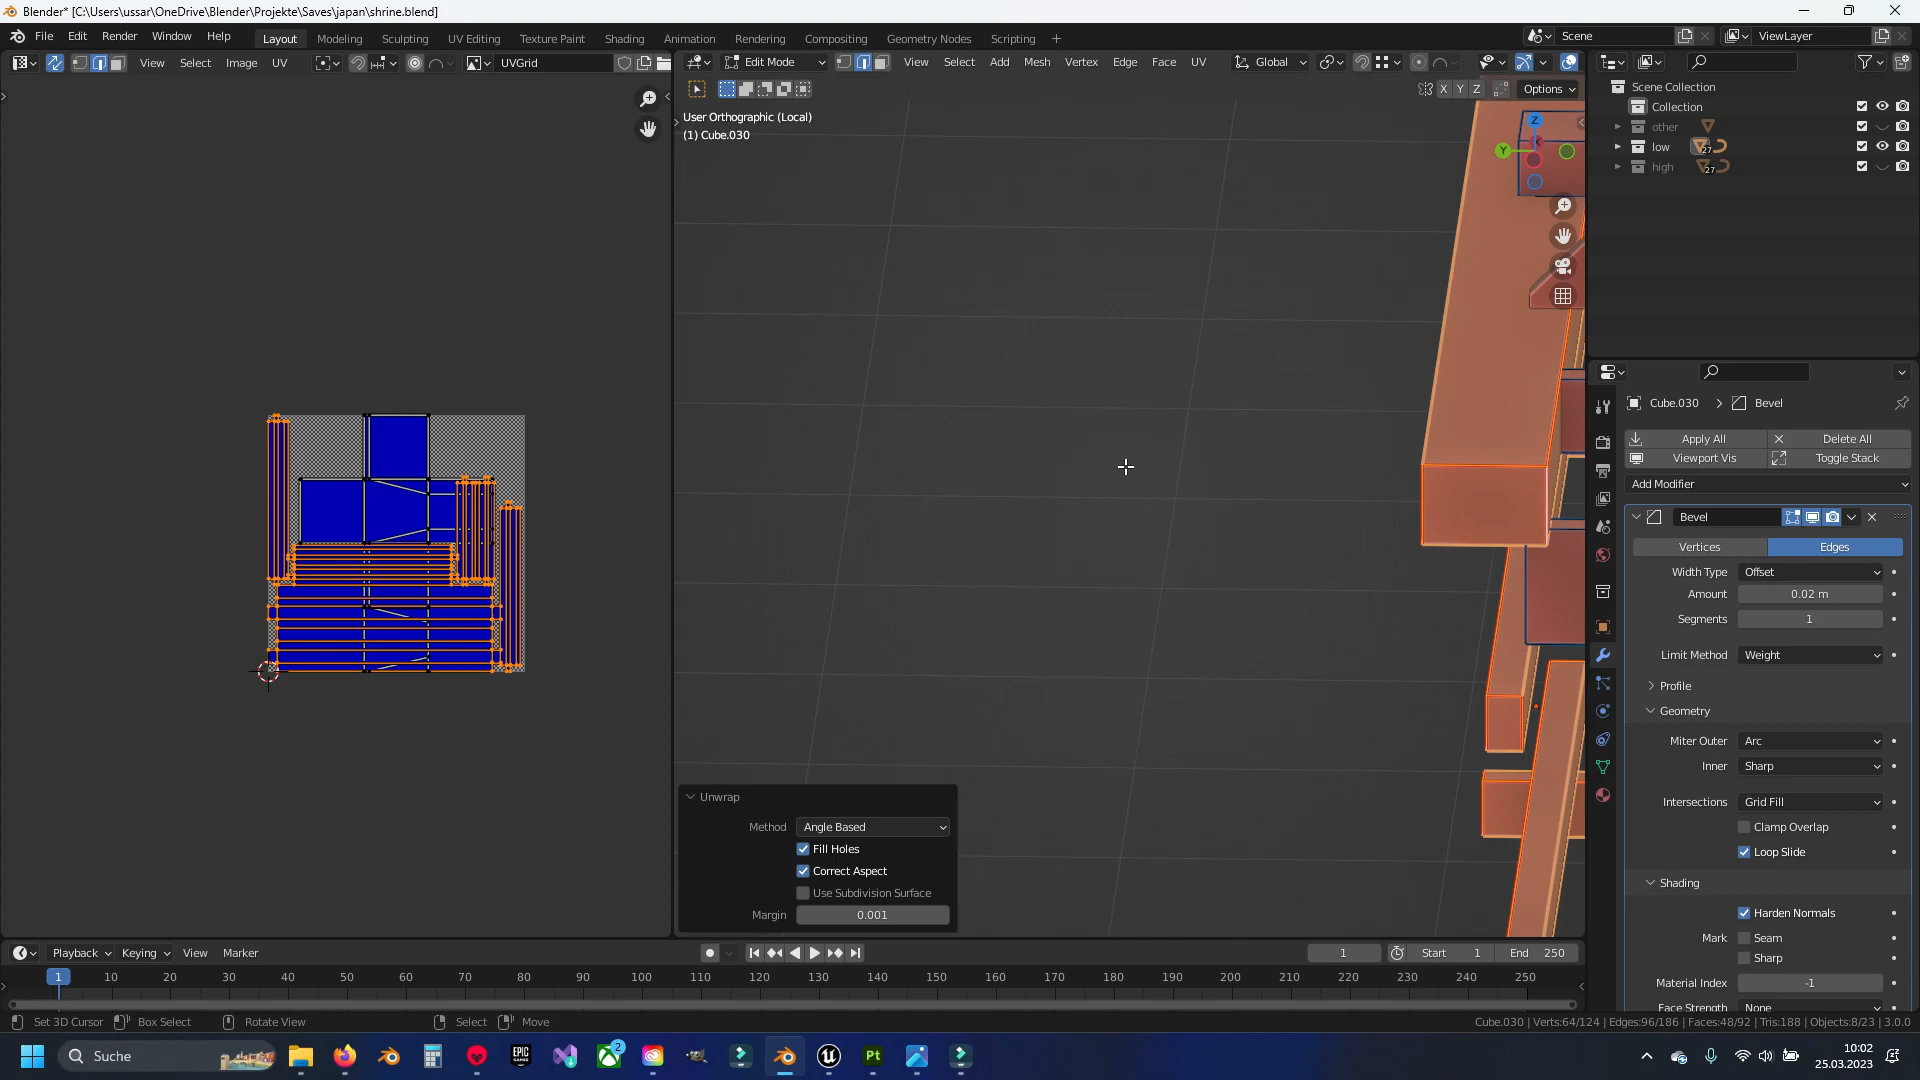 Blender* [C:\Users\ussar\OneDrive\Blender\Projekte\Saves\japan\shrine.blend]
File Edit Render Window Help Layout Modeling Sculpting UV Editing Texture Paint Shading Animation Rendering Compositing Geometry Nodes Scripting + Scene ViewLayer
View Select Image UV UVGrid Edit Mode View Select Add Mesh Vertex Edge Face UV Global
X Y Z Options
User Orthographic (Local)
(1) Cube.030
Z
Y
Scene Collection
Collection
other
low 27
high 27
Cube.030 > Bevel
Apply All Delete All
Viewport Vis Toggle Stack
Add Modifier
Bevel
Vertices Edges
Width Type Offset
Amount 0.02 m
Segments 1
Limit Method Weight
Profile
Geometry
Miter Outer Arc
Inner Sharp
Intersections Grid Fill
Clamp Overlap
Loop Slide
Shading
Harden Normals
Mark Seam
Sharp
Material Index -1
Face Strength None
Unwrap
Method Angle Based
Fill Holes
Correct Aspect
Use Subdivision Surface
Margin 0.001
Playback Keying View Marker 1 Start 1 End 250
1 10 20 30 40 50 60 70 80 90 100 110 120 130 140 150 160 170 180 190 200 210 220 230 240 250
Set 3D Cursor Box Select Rotate View Select Move Cube.030 | Verts:64/124 | Edges:96/186 | Faces:48/92 | Tris:188 | Objects:8/23 | 3.0.0
Suche EPIC GAMES 2 Pt
10:02
25.03.2023